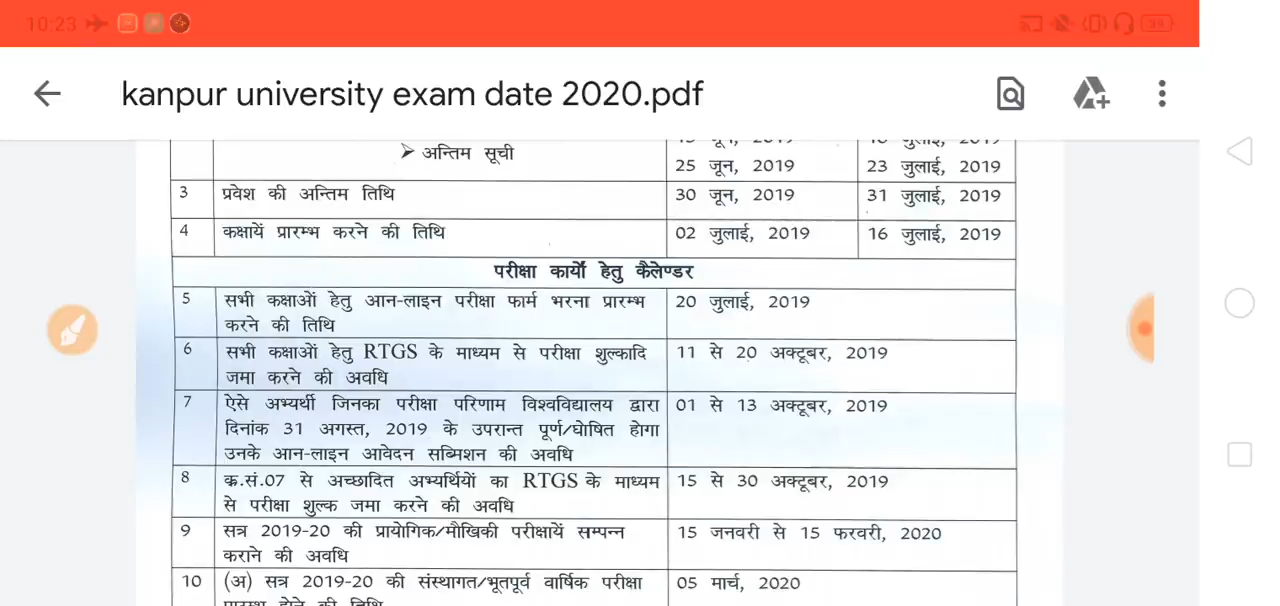 10:23
39
kanpur university exam date 2020.pdf
➤ अन्तिम सूची
25 जून, 2019 23 जुलाई, 2019
3 प्रवेश की अन्तिम तिथि 30 जून, 2019 31 जुलाई, 2019
4 कक्षायें प्रारम्भ करने की तिथि 02 जुलाई, 2019 16 जुलाई, 2019
परीक्षा कार्यों हेतु कैलेण्डर
5 सभी कक्षाओं हेतु आन-लाइन परीक्षा फार्म भरना प्रारम्भ 20 जुलाई, 2019
करने की तिथि
6 सभी कक्षाओं हेतु RTGS के माध्यम से परीक्षा शुल्कादि 11 से 20 अक्टूबर, 2019
जमा करने की अवधि
7 ऐसे अभ्यर्थी जिनका परीक्षा परिणाम विश्वविद्यालय द्वारा 01 से 13 अक्टूबर, 2019
दिनांक 31 अगस्त, 2019 के उपरान्त पूर्ण/घोषित होगा
उनके आन-लाइन आवेदन सब्मिशन की अवधि
8 क्र.सं.07 से अच्छादित अभ्यर्थियों का RTGS के माध्यम 15 से 30 अक्टूबर, 2019
से परीक्षा शुल्क जमा करने की अवधि
9 सत्र 2019-20 की प्रायोगिक/मौखिकी परीक्षायें सम्पन्न 15 जनवरी से 15 फरवरी, 2020
कराने की अवधि
10 (अ) सत्र 2019-20 की संस्थागत/भूतपूर्व वार्षिक परीक्षा 05 मार्च, 2020